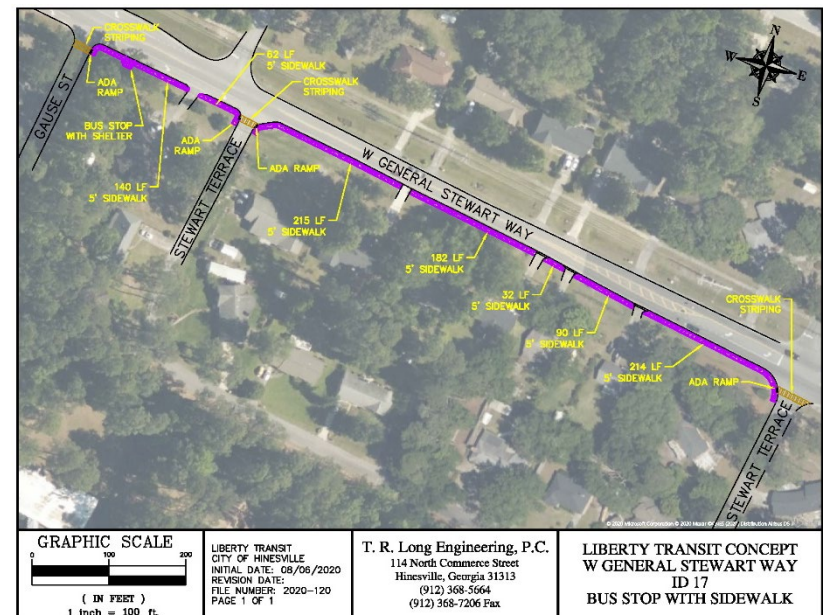 CROSSWALK
STRIPING
62 LF
5' SIDEWALK
CROSSWALK
STRIPING
N
W
E
S
GAUSE ST
ADA
RAMP
BUS STOP
WITH SHELTER
ADA
RAMP
ADA RAMP
140 LF
5' SIDEWALK
STEWART TERRACE
W GENERAL STEWART WAY
215 LF
5' SIDEWALK
182 LF
5' SIDEWALK
32 LF
5' SIDEWALK
90 LF
5' SIDEWALK
214 LF
5' SIDEWALK
CROSSWALK
STRIPING
ADA RAMP
STEWART TERRACE
GRAPHIC SCALE
0 100 200
( IN FEET )
1 inch = 100 ft.
LIBERTY TRANSIT
CITY OF HINESVILLE
INITIAL DATE: 08/06/2020
REVISION DATE:
FILE NUMBER: 2020-120
PAGE 1 OF 1
T. R. Long Engineering, P.C.
114 North Commerce Street
Hinesville, Georgia 31313
(912) 368-5664
(912) 368-7206 Fax
LIBERTY TRANSIT CONCEPT
W GENERAL STEWART WAY
ID 17
BUS STOP WITH SIDEWALK
© 2020 Microsoft Corporation © 2020 Maxar